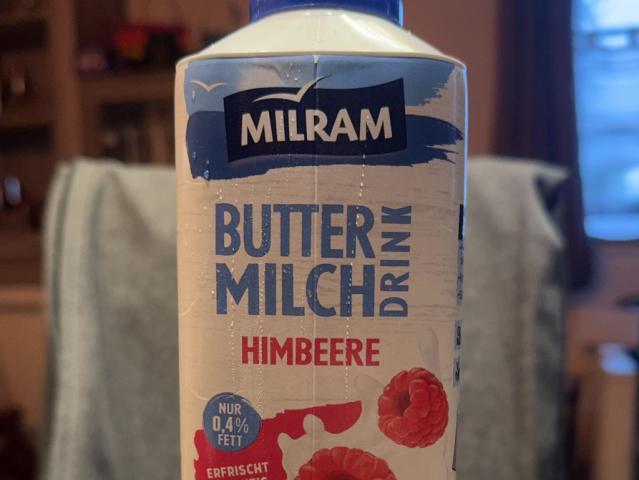 MILRAM
BUTTER
MILCH
DRINK
HIMBEERE
NUR
0,4%
FETT
ERFRISCHT